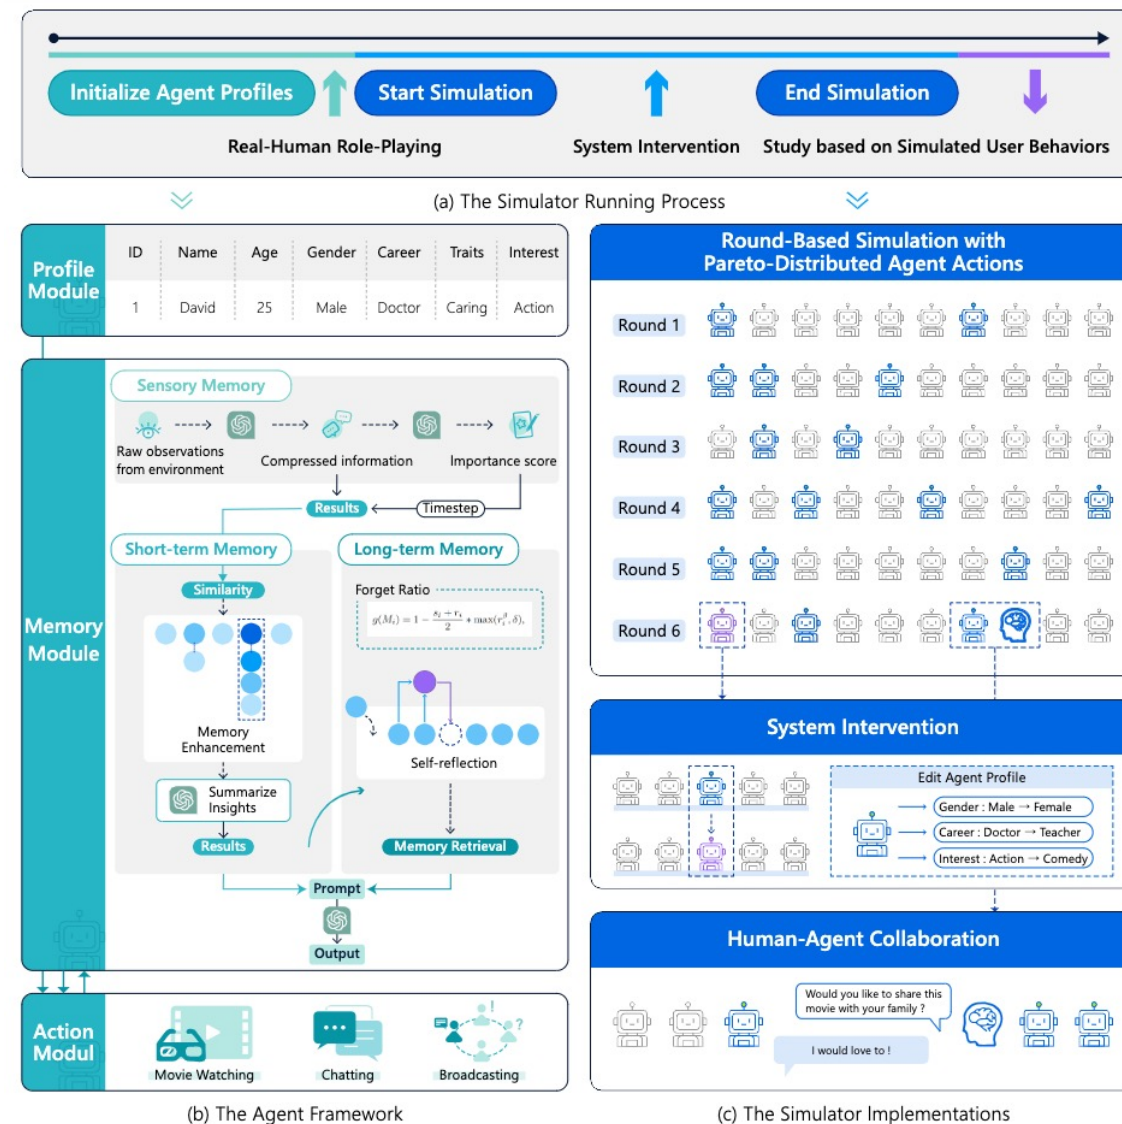 Initialize Agent Profiles
Start Simulation
End Simulation
Real-Human Role-Playing
System Intervention
Study based on Simulated User Behaviors
(a) The Simulator Running Process
Profile
Module
ID Name Age Gender Career Traits Interest
1 David 25 Male Doctor Caring Action
Memory
Module
Sensory Memory
Raw observations
from environment
Compressed information
Importance score
Results
Timestep
Short-term Memory
Similarity
Memory
Enhancement
Summarize
Insights
Results
Long-term Memory
Forget Ratio
g(M_i) = 1 − (s_i + r_i)/2 * max(r_i^β, δ),
Self-reflection
Memory Retrieval
Prompt
Output
Action
Modul
Movie Watching
Chatting
Broadcasting
(b) The Agent Framework
Round-Based Simulation with
Pareto-Distributed Agent Actions
Round 1
Round 2
Round 3
Round 4
Round 5
Round 6
System Intervention
Edit Agent Profile
Gender : Male → Female
Career : Doctor → Teacher
Interest : Action → Comedy
Human-Agent Collaboration
Would you like to share this
movie with your family ?
I would love to !
(c) The Simulator Implementations